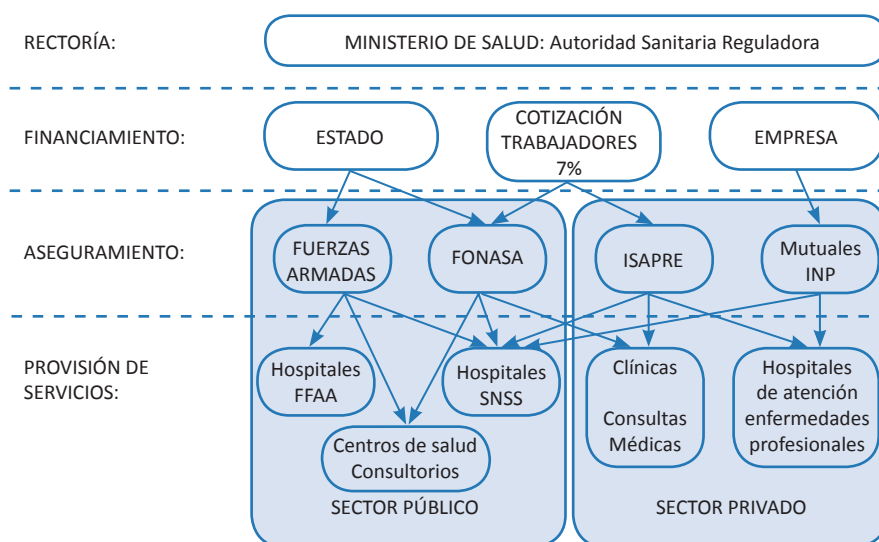 RECTORÍA:
MINISTERIO DE SALUD: Autoridad Sanitaria Reguladora
FINANCIAMIENTO:
ESTADO
COTIZACIÓN
TRABAJADORES
7%
EMPRESA
ASEGURAMIENTO:
FUERZAS
ARMADAS
FONASA
ISAPRE
Mutuales
INP
PROVISIÓN DE
SERVICIOS:
Hospitales
FFAA
Hospitales
SNSS
Clínicas
Consultas
Médicas
Hospitales
de atención
enfermedades
profesionales
Centros de salud
Consultorios
SECTOR PÚBLICO
SECTOR PRIVADO